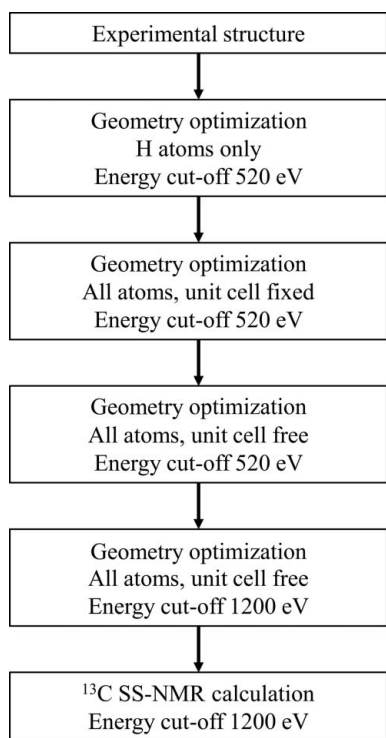 Experimental structure
Geometry optimization
H atoms only
Energy cut-off 520 eV
Geometry optimization
All atoms, unit cell fixed
Energy cut-off 520 eV
Geometry optimization
All atoms, unit cell free
Energy cut-off 520 eV
Geometry optimization
All atoms, unit cell free
Energy cut-off 1200 eV
¹³C SS-NMR calculation
Energy cut-off 1200 eV